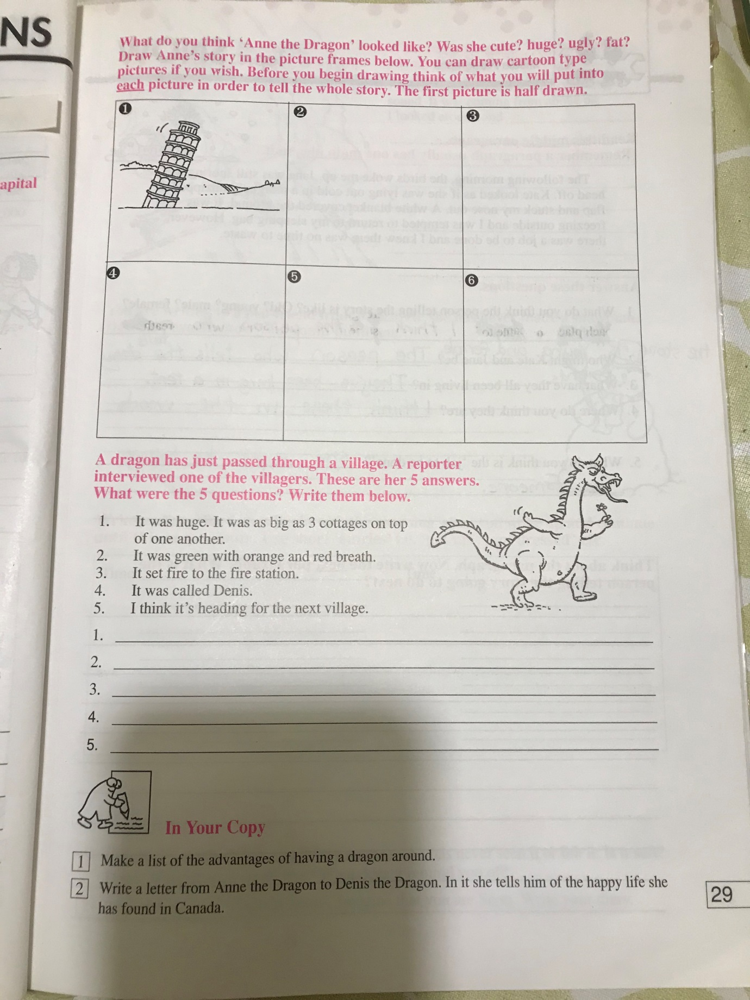 NS
apital
What do you think ‘Anne the Dragon’ looked like? Was she cute? huge? ugly? fat?
Draw Anne’s story in the picture frames below. You can draw cartoon type
pictures if you wish. Before you begin drawing think of what you will put into
each picture in order to tell the whole story. The first picture is half drawn.
1
2
3
4
5
6
A dragon has just passed through a village. A reporter
interviewed one of the villagers. These are her 5 answers.
What were the 5 questions? Write them below.
1. It was huge. It was as big as 3 cottages on top
of one another.
2. It was green with orange and red breath.
3. It set fire to the fire station.
4. It was called Denis.
5. I think it’s heading for the next village.
1.
2.
3.
4.
5.
In Your Copy
1 Make a list of the advantages of having a dragon around.
2 Write a letter from Anne the Dragon to Denis the Dragon. In it she tells him of the happy life she
has found in Canada.
29